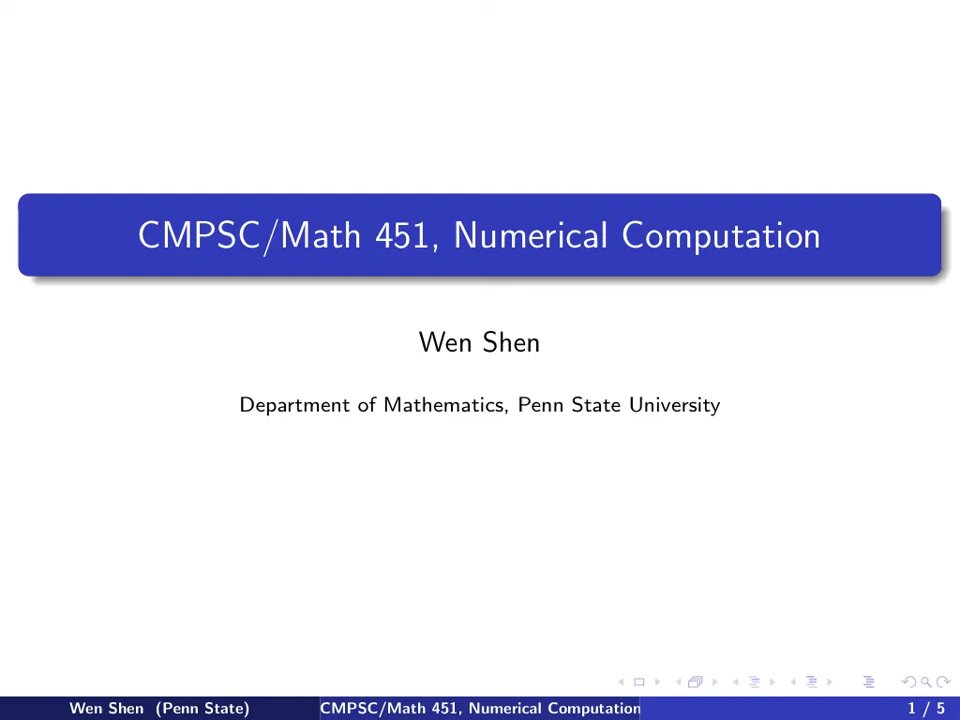 CMPSC/Math 451, Numerical Computation
Wen Shen
Department of Mathematics, Penn State University
Wen Shen (Penn State) CMPSC/Math 451, Numerical Computation 1 / 5